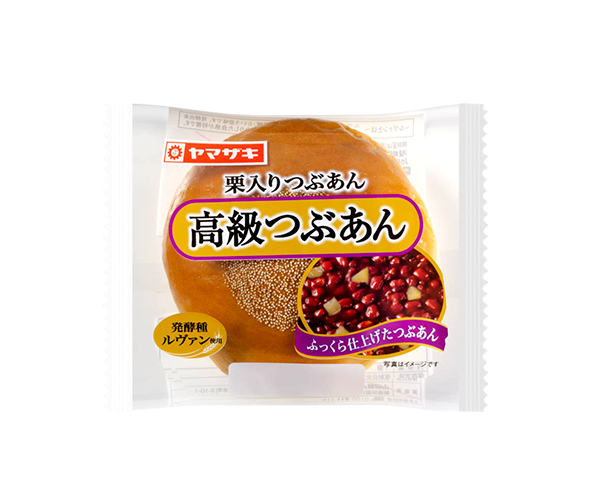 ヤマザキ
栗入りつぶあん
高級つぶあん
発酵種
ルヴァン使用
ふっくら仕上げたつぶあん
写真はイメージです